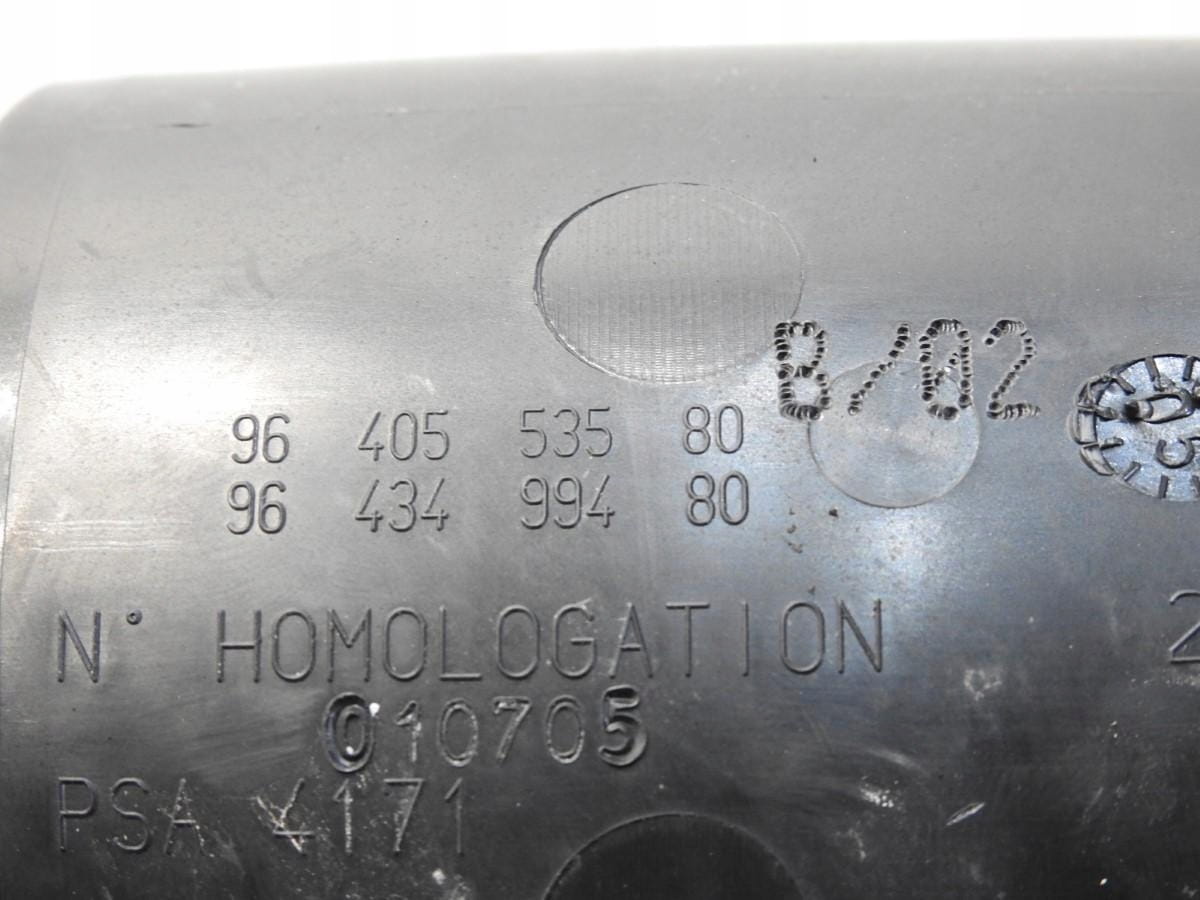 B/02
96 405 535 80
96 434 994 80
N° HOMOLOGATION
010705
PSA 4171